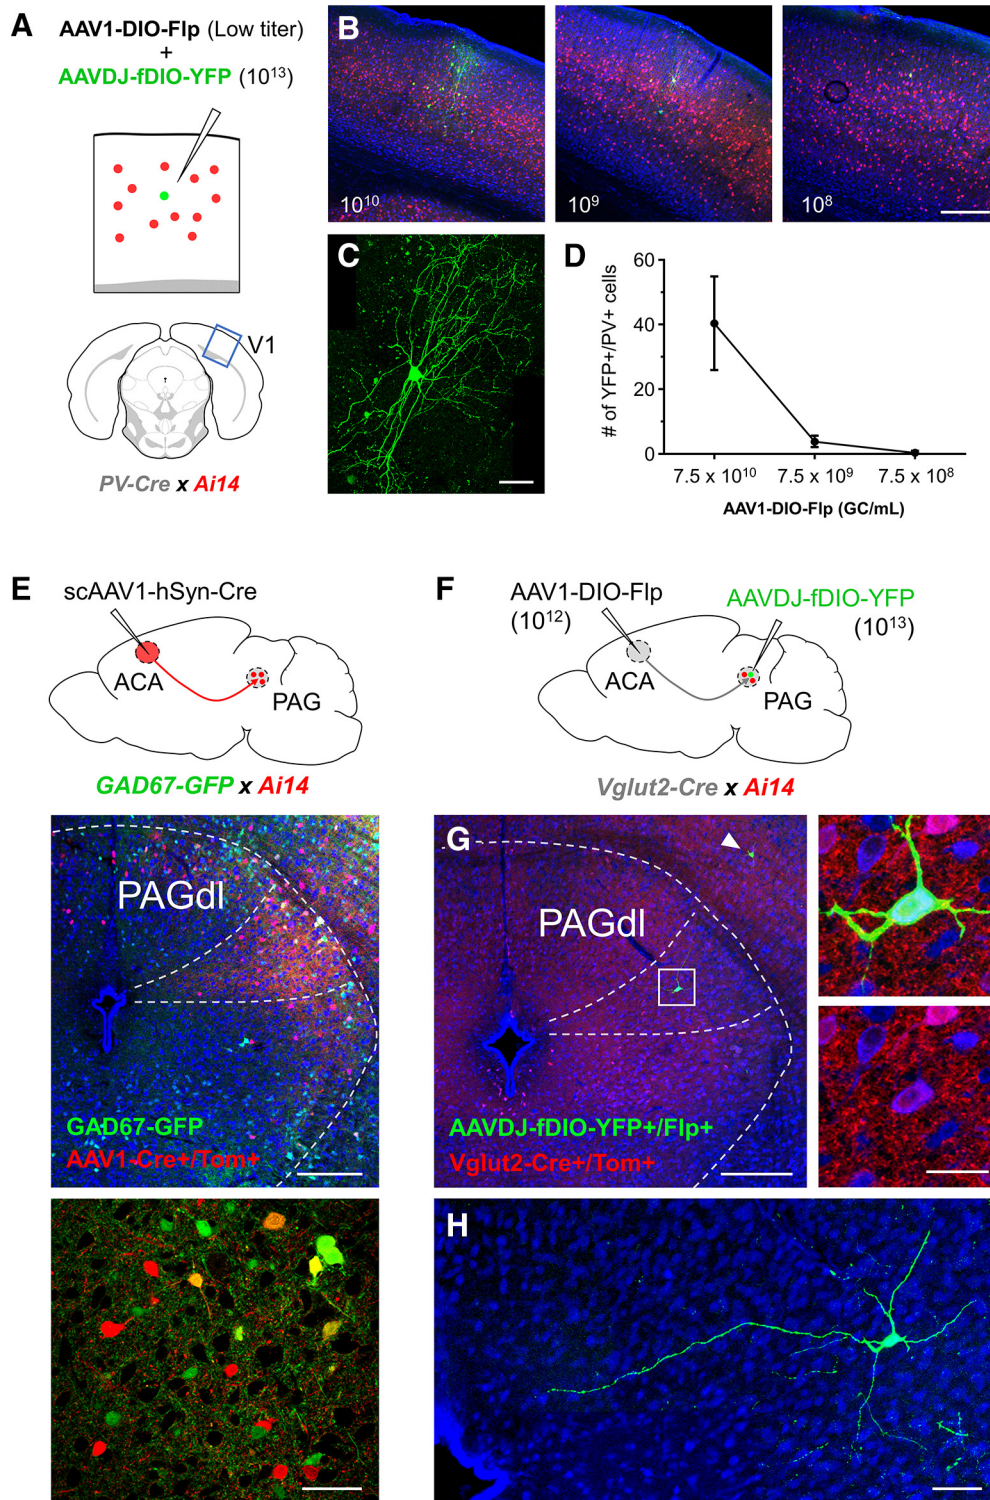 A
AAV1-DIO-Flp (Low titer)
+
AAVDJ-fDIO-YFP (10¹³)
V1
PV-Cre x Ai14
B
10¹⁰
10⁹
10⁸
C
D
# of YFP+/PV+ cells
60
40
20
0
7.5 x 10¹⁰
7.5 x 10⁹
7.5 x 10⁸
AAV1-DIO-Flp (GC/mL)
E
scAAV1-hSyn-Cre
ACA
PAG
GAD67-GFP x Ai14
PAGdl
GAD67-GFP
AAV1-Cre+/Tom+
F
AAV1-DIO-Flp
(10¹²)
AAVDJ-fDIO-YFP
(10¹³)
ACA
PAG
Vglut2-Cre x Ai14
G
PAGdl
AAVDJ-fDIO-YFP+/Flp+
Vglut2-Cre+/Tom+
H